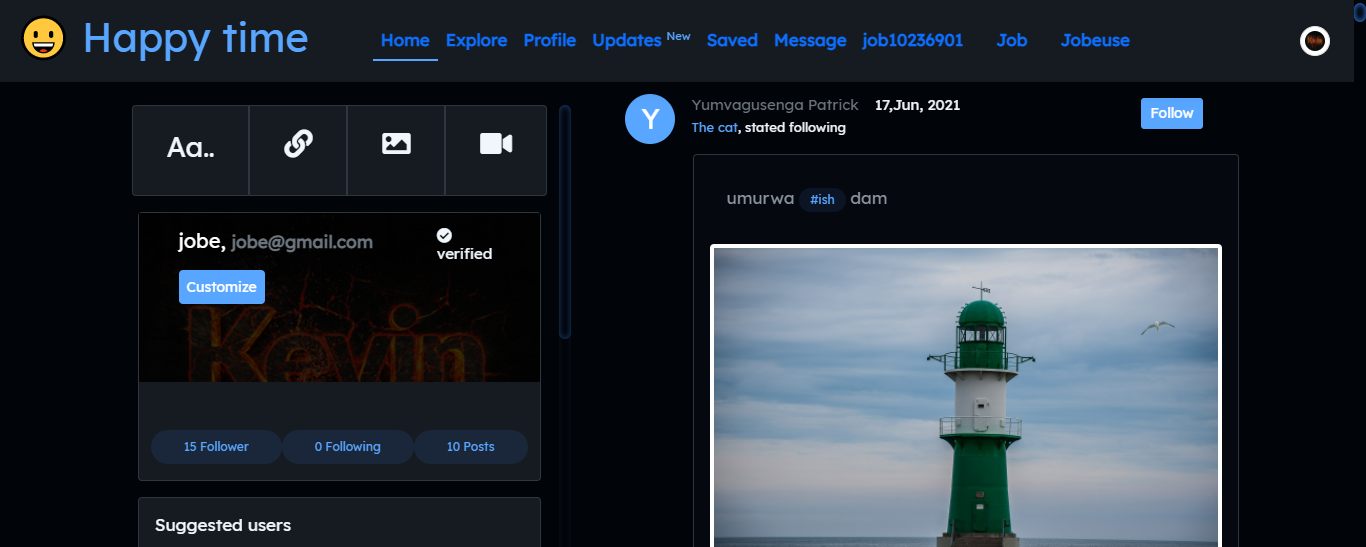 Happy time
Home Explore Profile Updates New Saved Message job10236901 Job Jobeuse
Aa..
jobe, jobe@gmail.com
verified
Customize
Kevin
15 Follower 0 Following 10 Posts
Suggested users
Y
Yumvagusenga Patrick 17,Jun, 2021
The cat, stated following
Follow
umurwa #ish dam